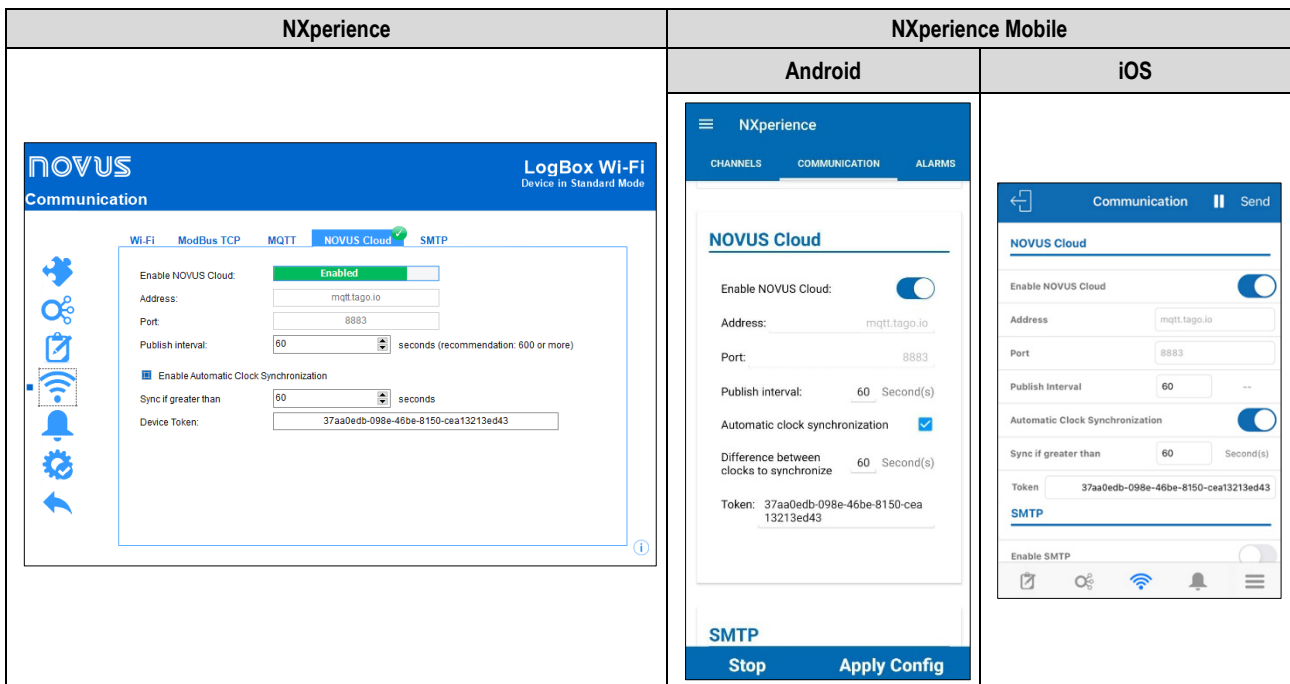 NXperience
NXperience Mobile
Android
iOS
NOVUS
LogBox Wi-Fi
Device in Standard Mode
Communication
Wi-Fi ModBus TCP MQTT NOVUS Cloud SMTP
Enable NOVUS Cloud: Enabled
Address: mqtt.tago.io
Port: 8883
Publish interval: 60 seconds (recommendation: 600 or more)
Enable Automatic Clock Synchronization
Sync if greater than 60 seconds
Device Token: 37aa0edb-098e-46be-8150-cea13213ed43
NXperience
CHANNELS COMMUNICATION ALARMS
NOVUS Cloud
Enable NOVUS Cloud:
Address: mqtt.tago.io
Port: 8883
Publish interval: 60 Second(s)
Automatic clock synchronization
Difference between
clocks to synchronize 60 Second(s)
Token: 37aa0edb-098e-46be-8150-cea
13213ed43
SMTP
Stop Apply Config
Communication Send
NOVUS Cloud
Enable NOVUS Cloud
Address mqtt.tago.io
Port 8883
Publish Interval 60 --
Automatic Clock Synchronization
Sync if greater than 60 Second(s)
Token 37aa0edb-098e-46be-8150-cea13213ed43
SMTP
Enable SMTP